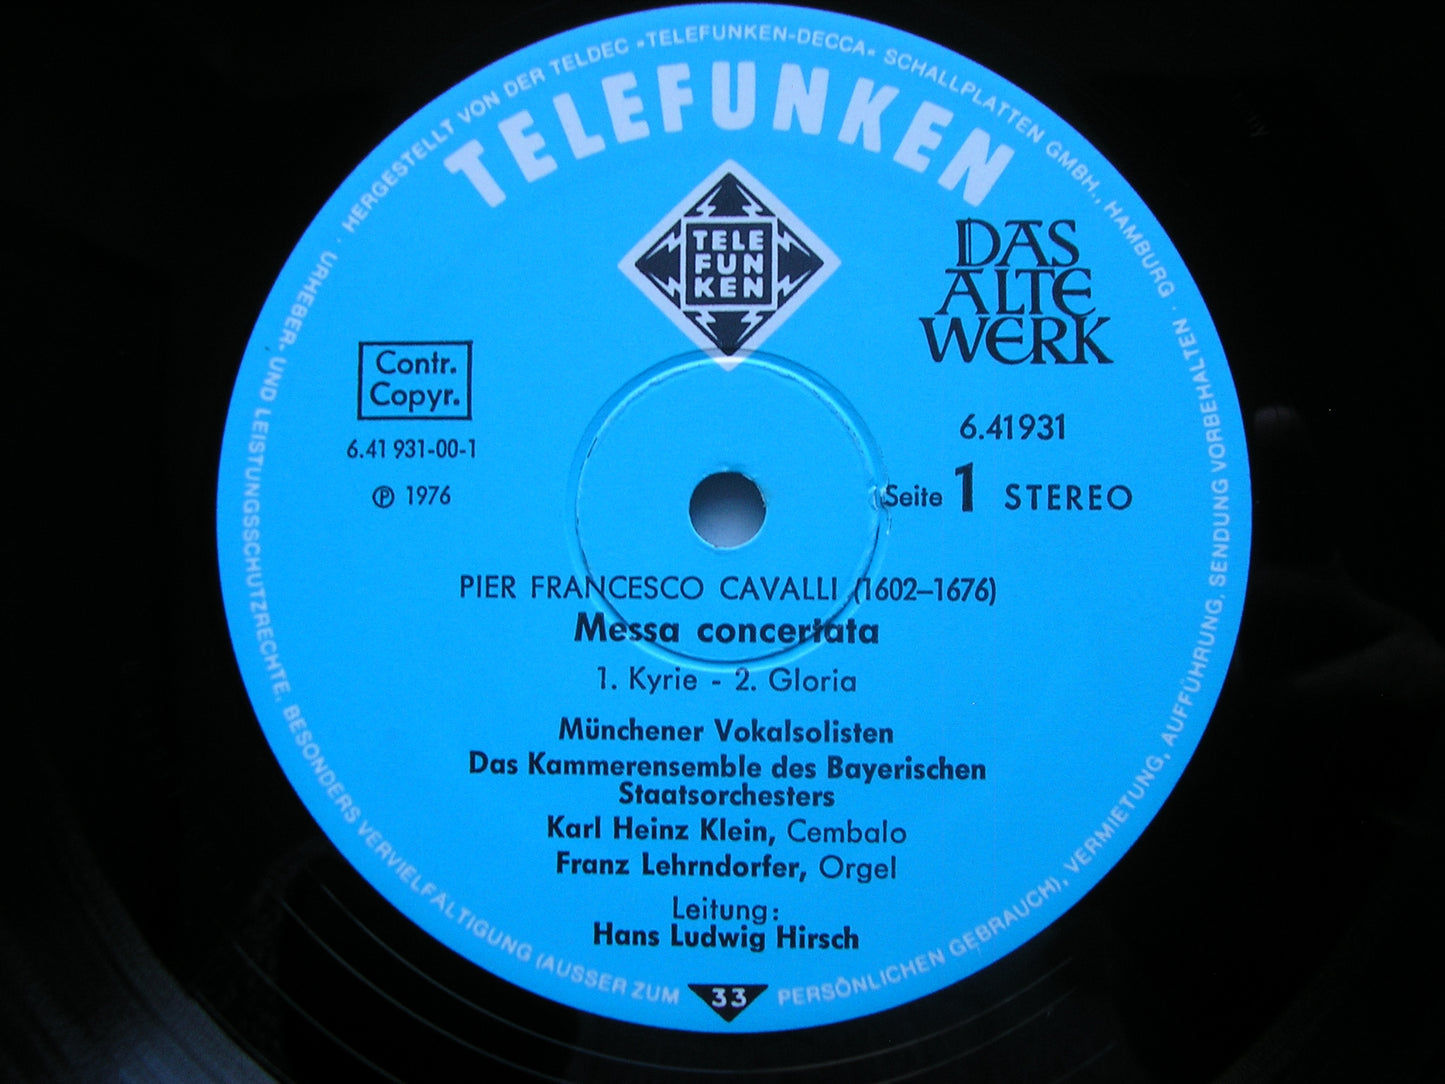 HERGESTELLT VON DER TELDEC »TELEFUNKEN-DECCA« SCHALLPLATTEN GMBH., HAMBURG ·
TELEFUNKEN
TELE
FUN
KEN
DAS
ALTE
WERK
Contr.
Copyr.
6.41 931-00-1
℗ 1976
6.41931
Seite 1 STEREO
PIER FRANCESCO CAVALLI (1602–1676)
Messa concertata
1. Kyrie - 2. Gloria
Münchener Vokalsolisten
Das Kammerensemble des Bayerischen
Staatsorchesters
Karl Heinz Klein, Cembalo
Franz Lehrndorfer, Orgel
Leitung:
Hans Ludwig Hirsch
33
URHEBER- UND LEISTUNGSSCHUTZRECHTE, BESONDERS VERVIELFÄLTIGUNG (AUSSER ZUM PERSÖNLICHEN GEBRAUCH), VERMIETUNG, AUFFÜHRUNG, SENDUNG VORBEHALTEN ·